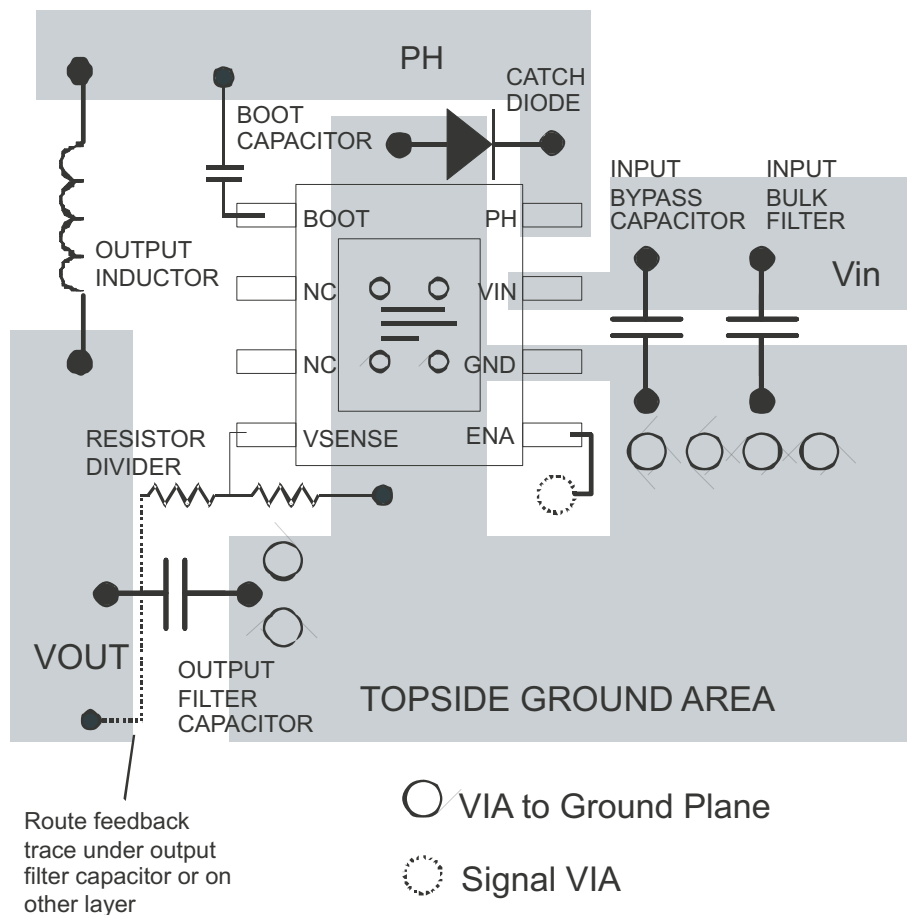 PH
CATCH
DIODE
BOOT
CAPACITOR
INPUT
BYPASS
CAPACITOR
INPUT
BULK
FILTER
BOOT
PH
OUTPUT
INDUCTOR
NC
VIN
Vin
NC
GND
RESISTOR
DIVIDER
VSENSE
ENA
VOUT
OUTPUT
FILTER
CAPACITOR
TOPSIDE GROUND AREA
Route feedback
trace under output
filter capacitor or on
other layer
VIA to Ground Plane
Signal VIA